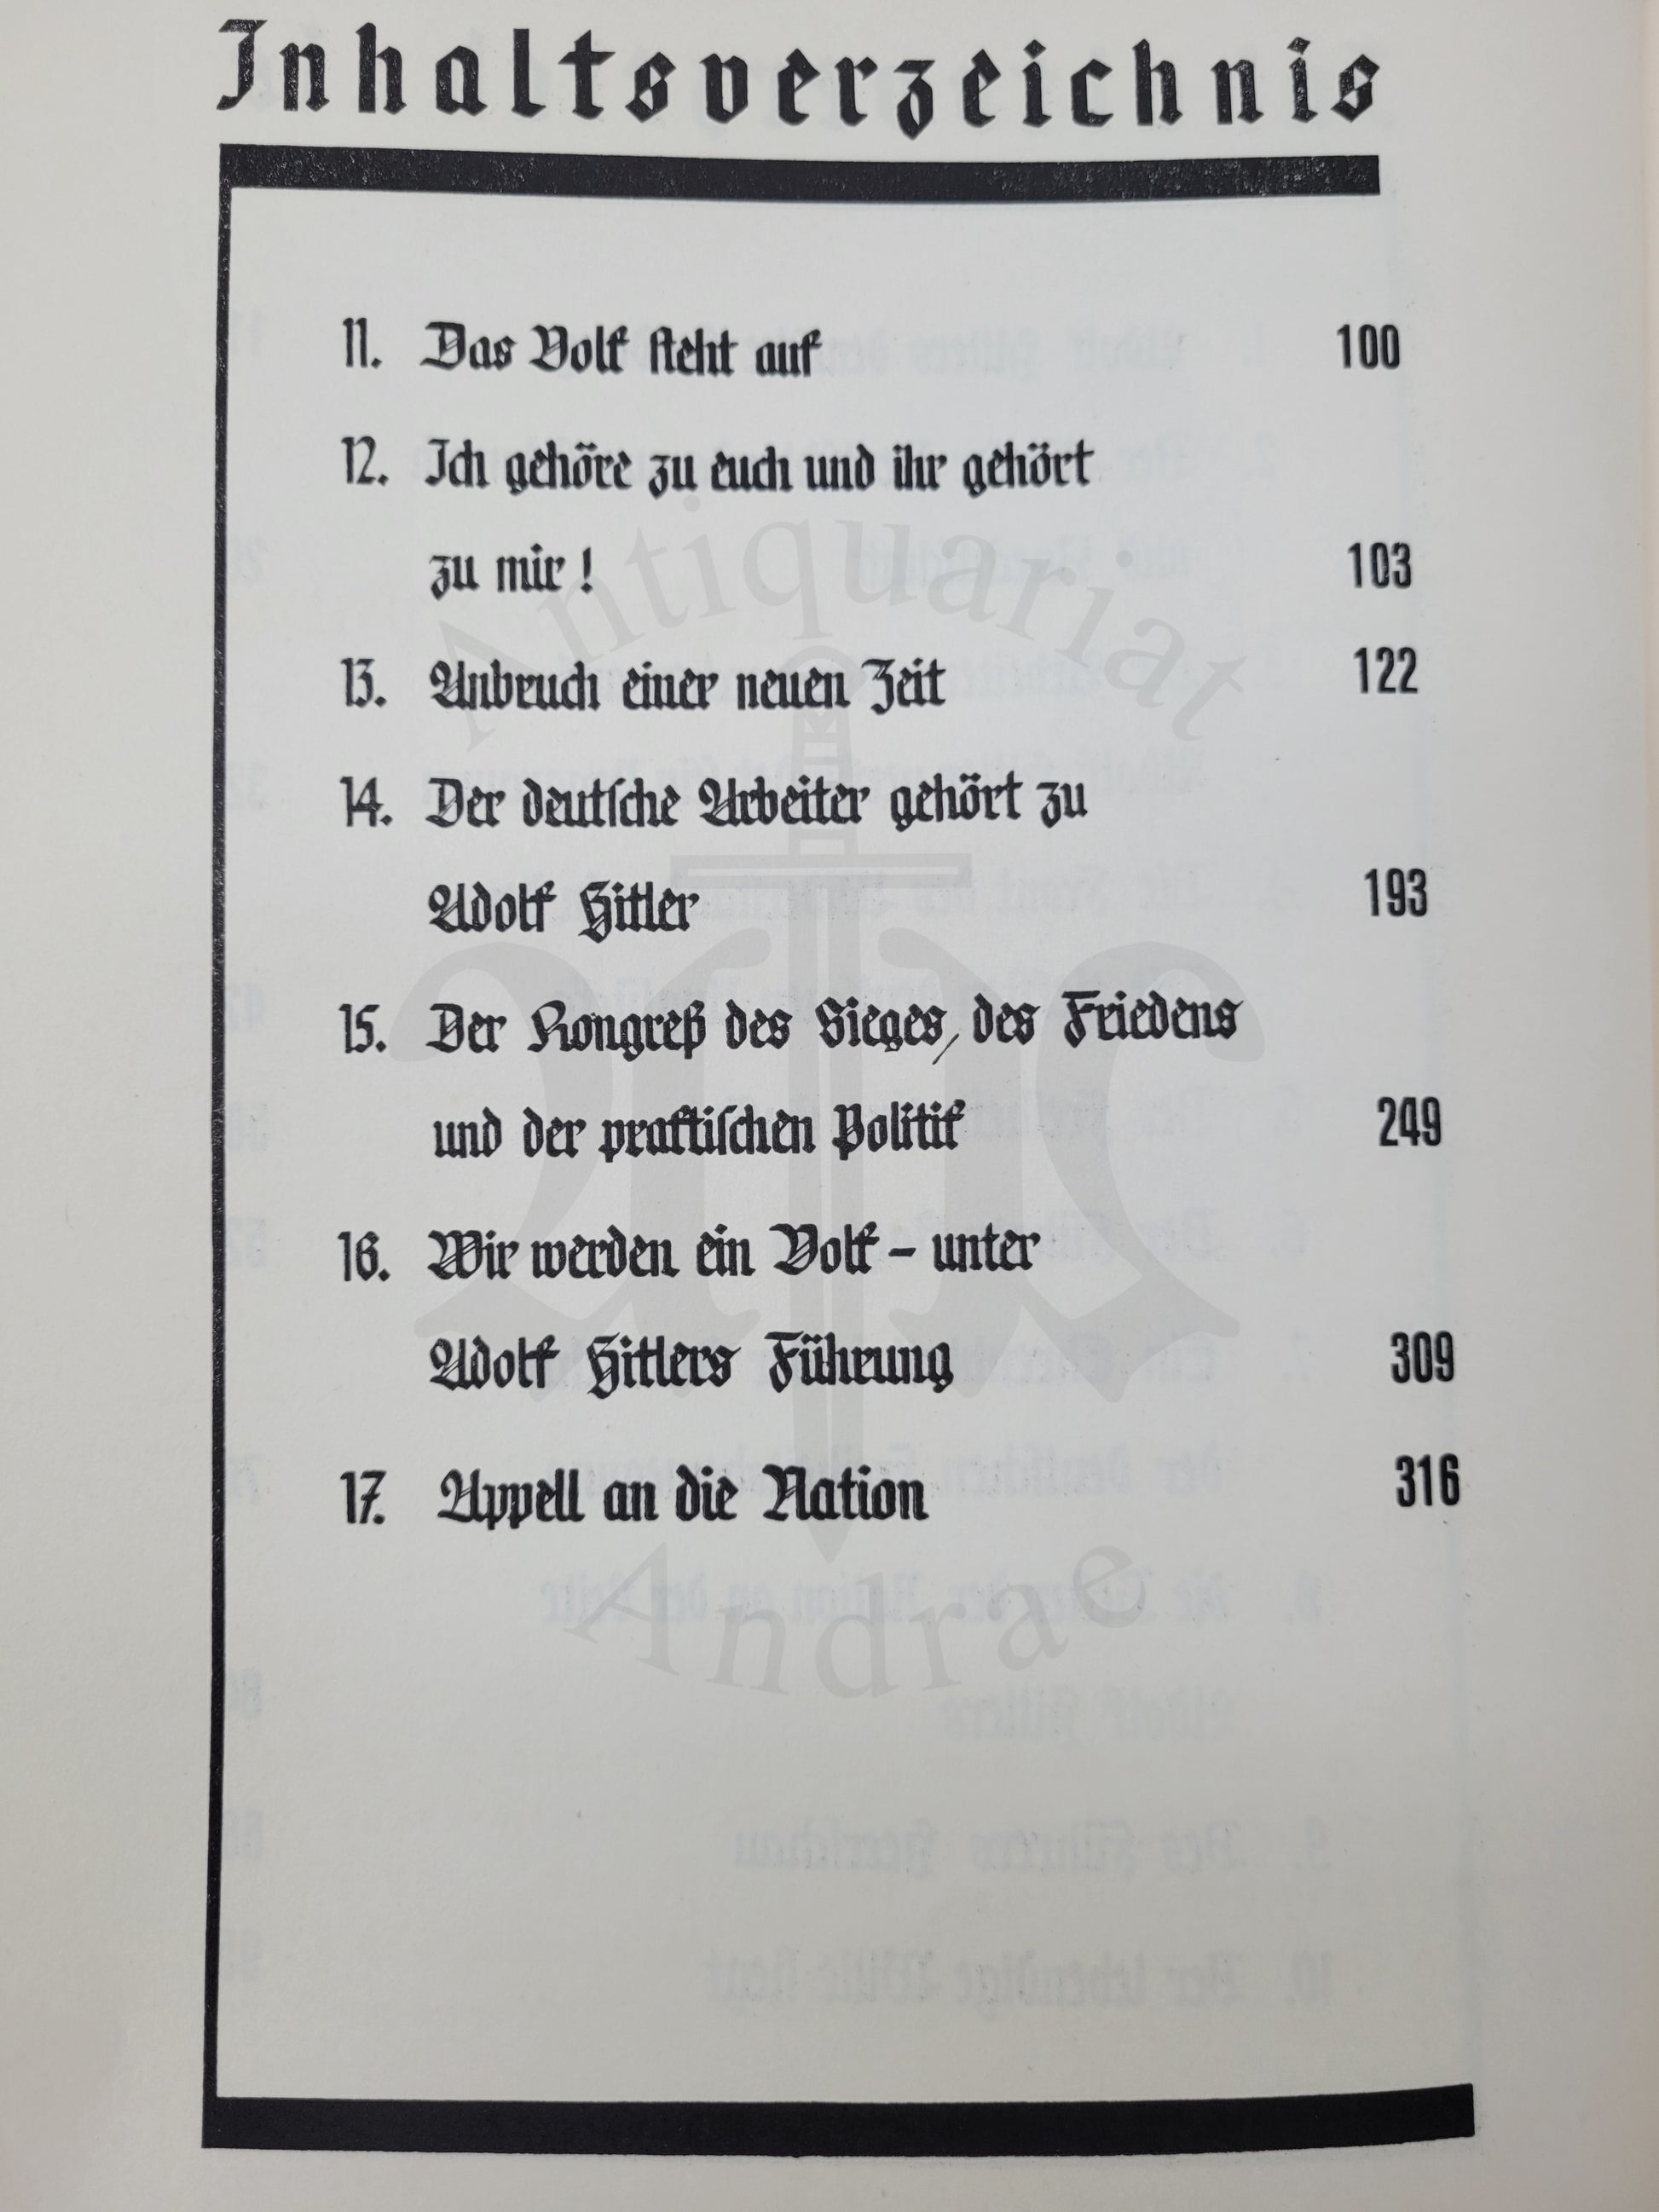 Inhaltsverzeichnis
11. Das Volk steht auf 100
12. Ich gehöre zu euch und ihr gehört
zu mir! 103
13. Anbruch einer neuen Zeit 122
14. Der deutsche Arbeiter gehört zu
Adolf Hitler 193
15. Der Kongreß des Sieges, des Friedens
und der praktischen Politik 249
16. Wir werden ein Volk – unter
Adolf Hitlers Führung 309
17. Appell an die Nation 316
Antiquariat
Andrae